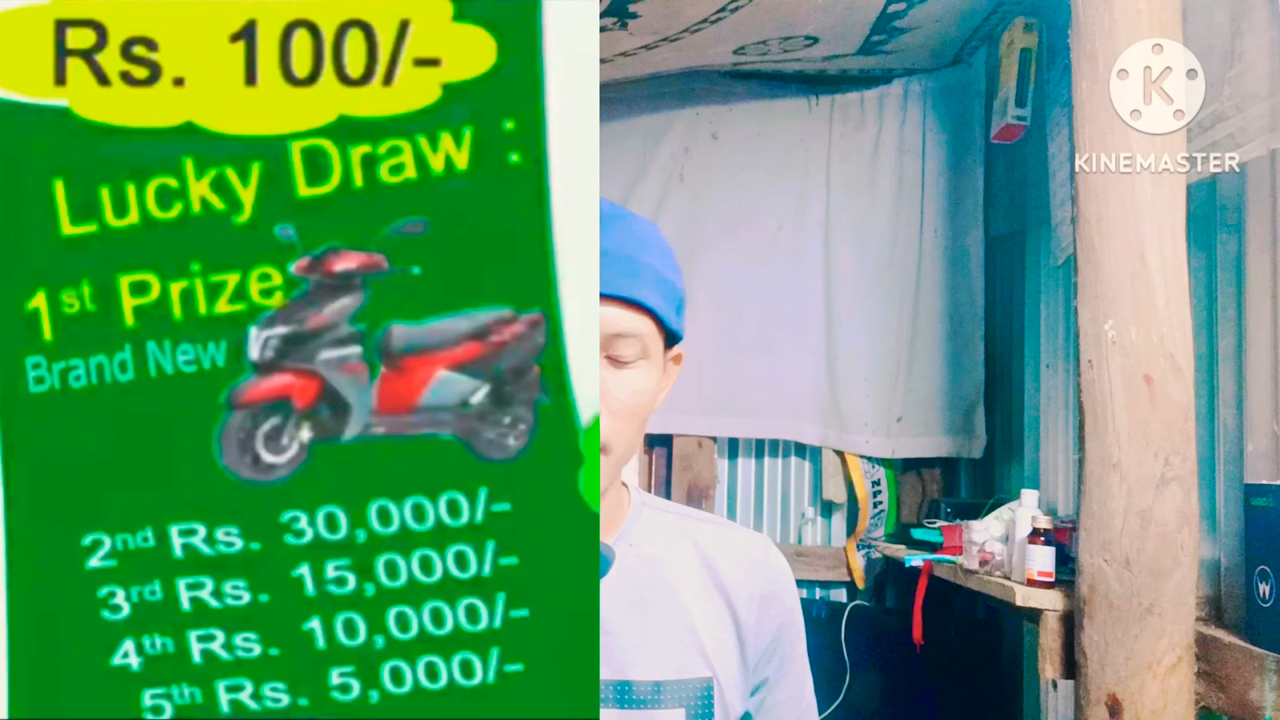 Rs. 100/-
Lucky Draw :
1st Prize
Brand New
2nd Rs. 30,000/-
3rd Rs. 15,000/-
4th Rs. 10,000/-
5th Rs. 5,000/-
K
KINEMASTER
NPP
W